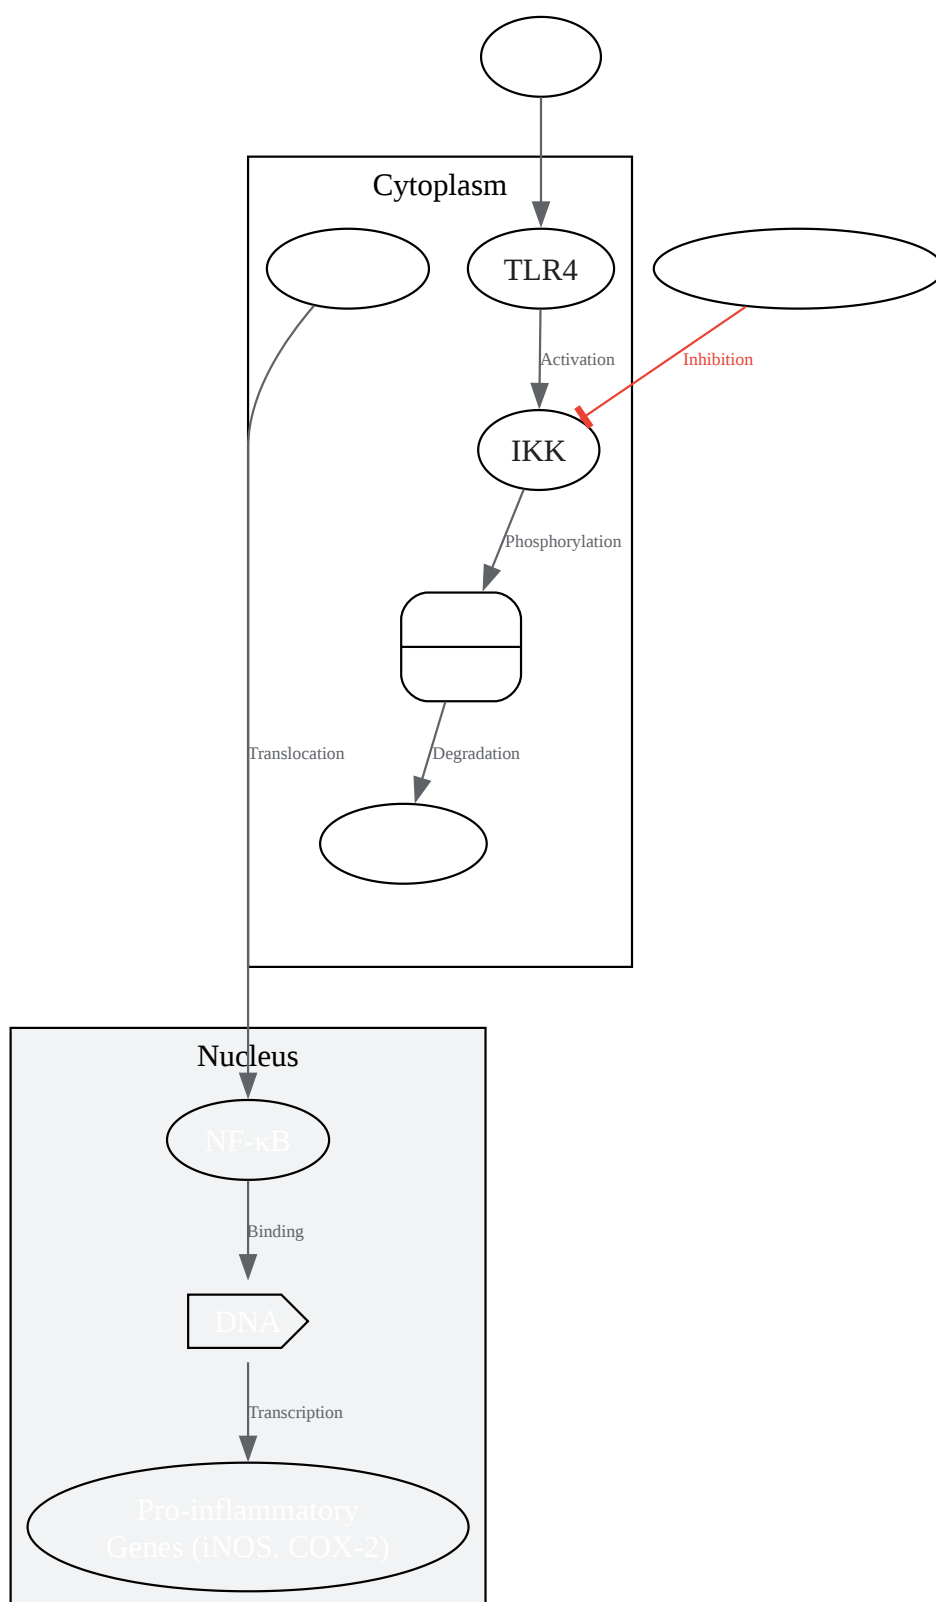 Cytoplasm
TLR4
Activation
Inhibition
IKK
Phosphorylation
Translocation
Degradation
Nucleus
NF-κB
Binding
DNA
Transcription
Pro-inflammatory
Genes (iNOS, COX-2)